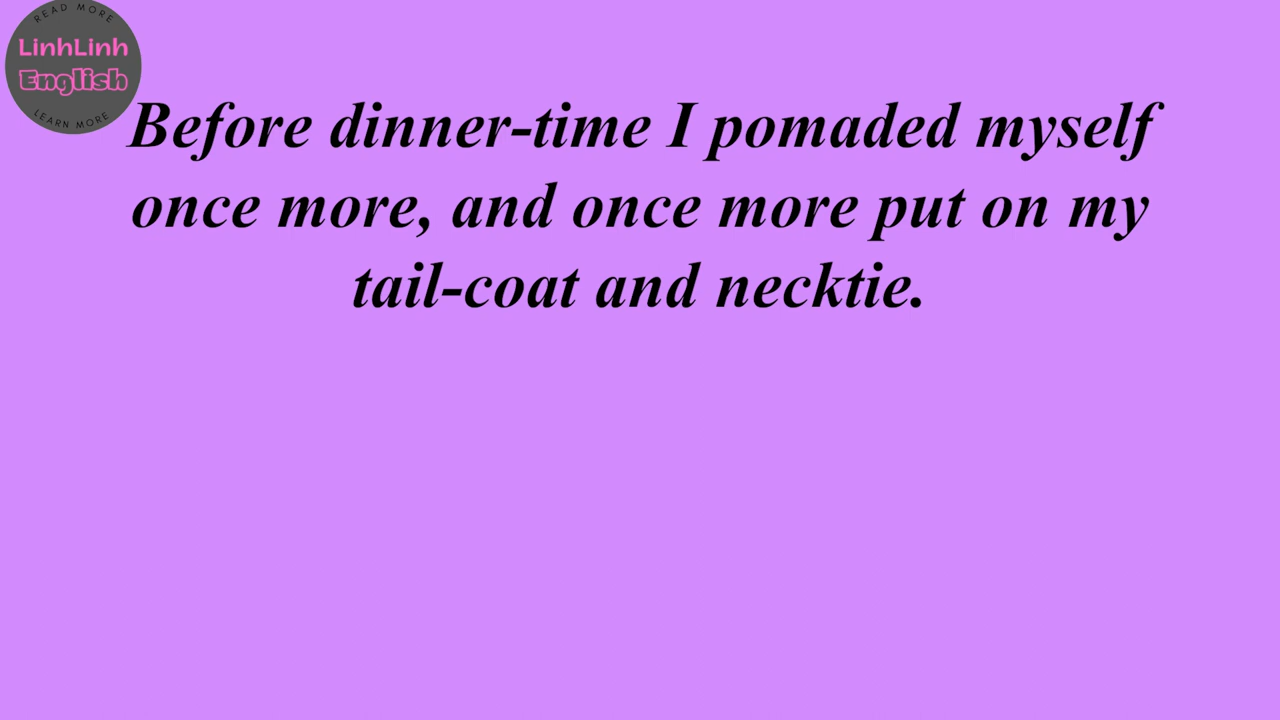 READ MORE
LinhLinh
English
LEARN MORE
Before dinner-time I pomaded myself
once more, and once more put on my
tail-coat and necktie.